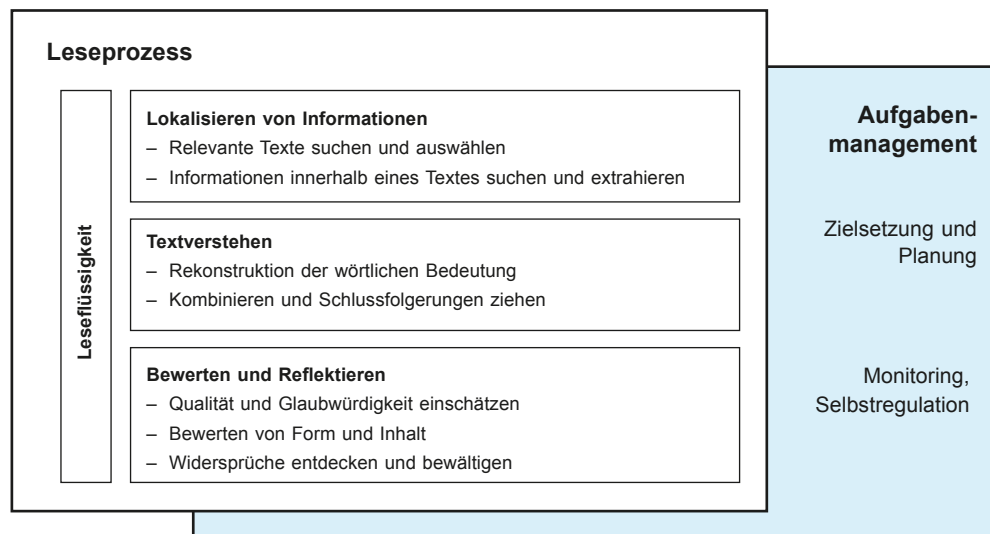 Leseprozess
Leseflüssigkeit
Lokalisieren von Informationen
– Relevante Texte suchen und auswählen
– Informationen innerhalb eines Textes suchen und extrahieren
Textverstehen
– Rekonstruktion der wörtlichen Bedeutung
– Kombinieren und Schlussfolgerungen ziehen
Bewerten und Reflektieren
– Qualität und Glaubwürdigkeit einschätzen
– Bewerten von Form und Inhalt
– Widersprüche entdecken und bewältigen
Aufgaben-
management
Zielsetzung und
Planung
Monitoring,
Selbstregulation